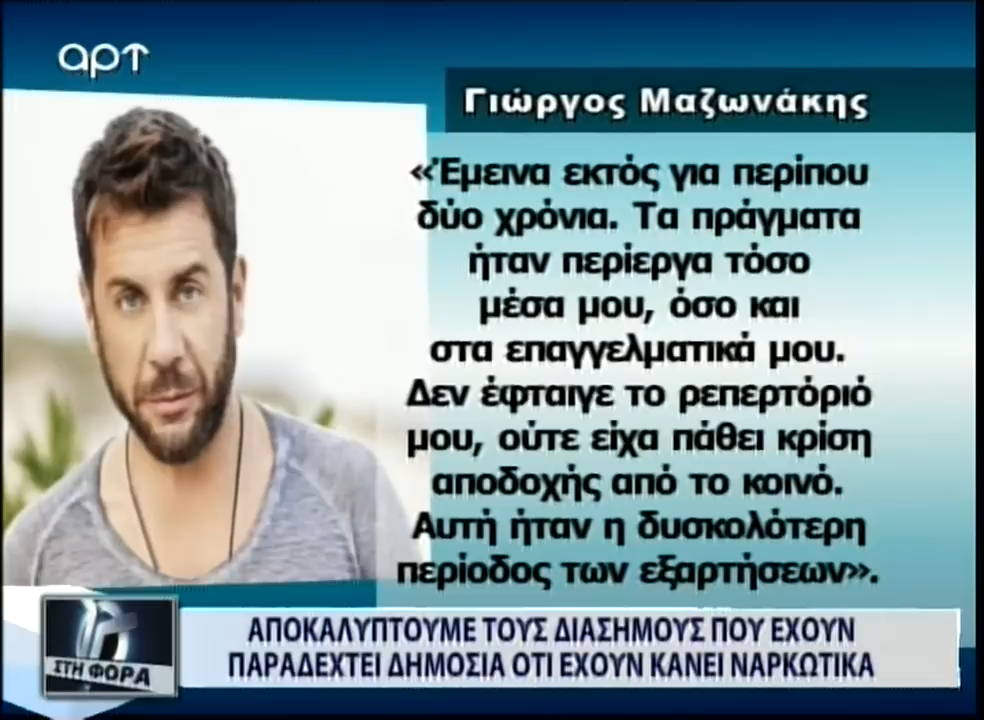 αρτ
Γιώργος Μαζωνάκης
«Έμεινα εκτός για περίπου
δύο χρόνια. Τα πράγματα
ήταν περίεργα τόσο
μέσα μου, όσο και
στα επαγγελματικά μου.
Δεν έφταιγε το ρεπερτόριό
μου, ούτε είχα πάθει κρίση
αποδοχής από το κοινό.
Αυτή ήταν η δυσκολότερη
περίοδος των εξαρτήσεων».
ΑΠΟΚΑΛΥΠΤΟΥΜΕ ΤΟΥΣ ΔΙΑΣΗΜΟΥΣ ΠΟΥ ΕΧΟΥΝ
ΠΑΡΑΔΕΧΤΕΙ ΔΗΜΟΣΙΑ ΟΤΙ ΕΧΟΥΝ ΚΑΝΕΙ ΝΑΡΚΩΤΙΚΑ
ΣΤΗ ΦΟΡΑ